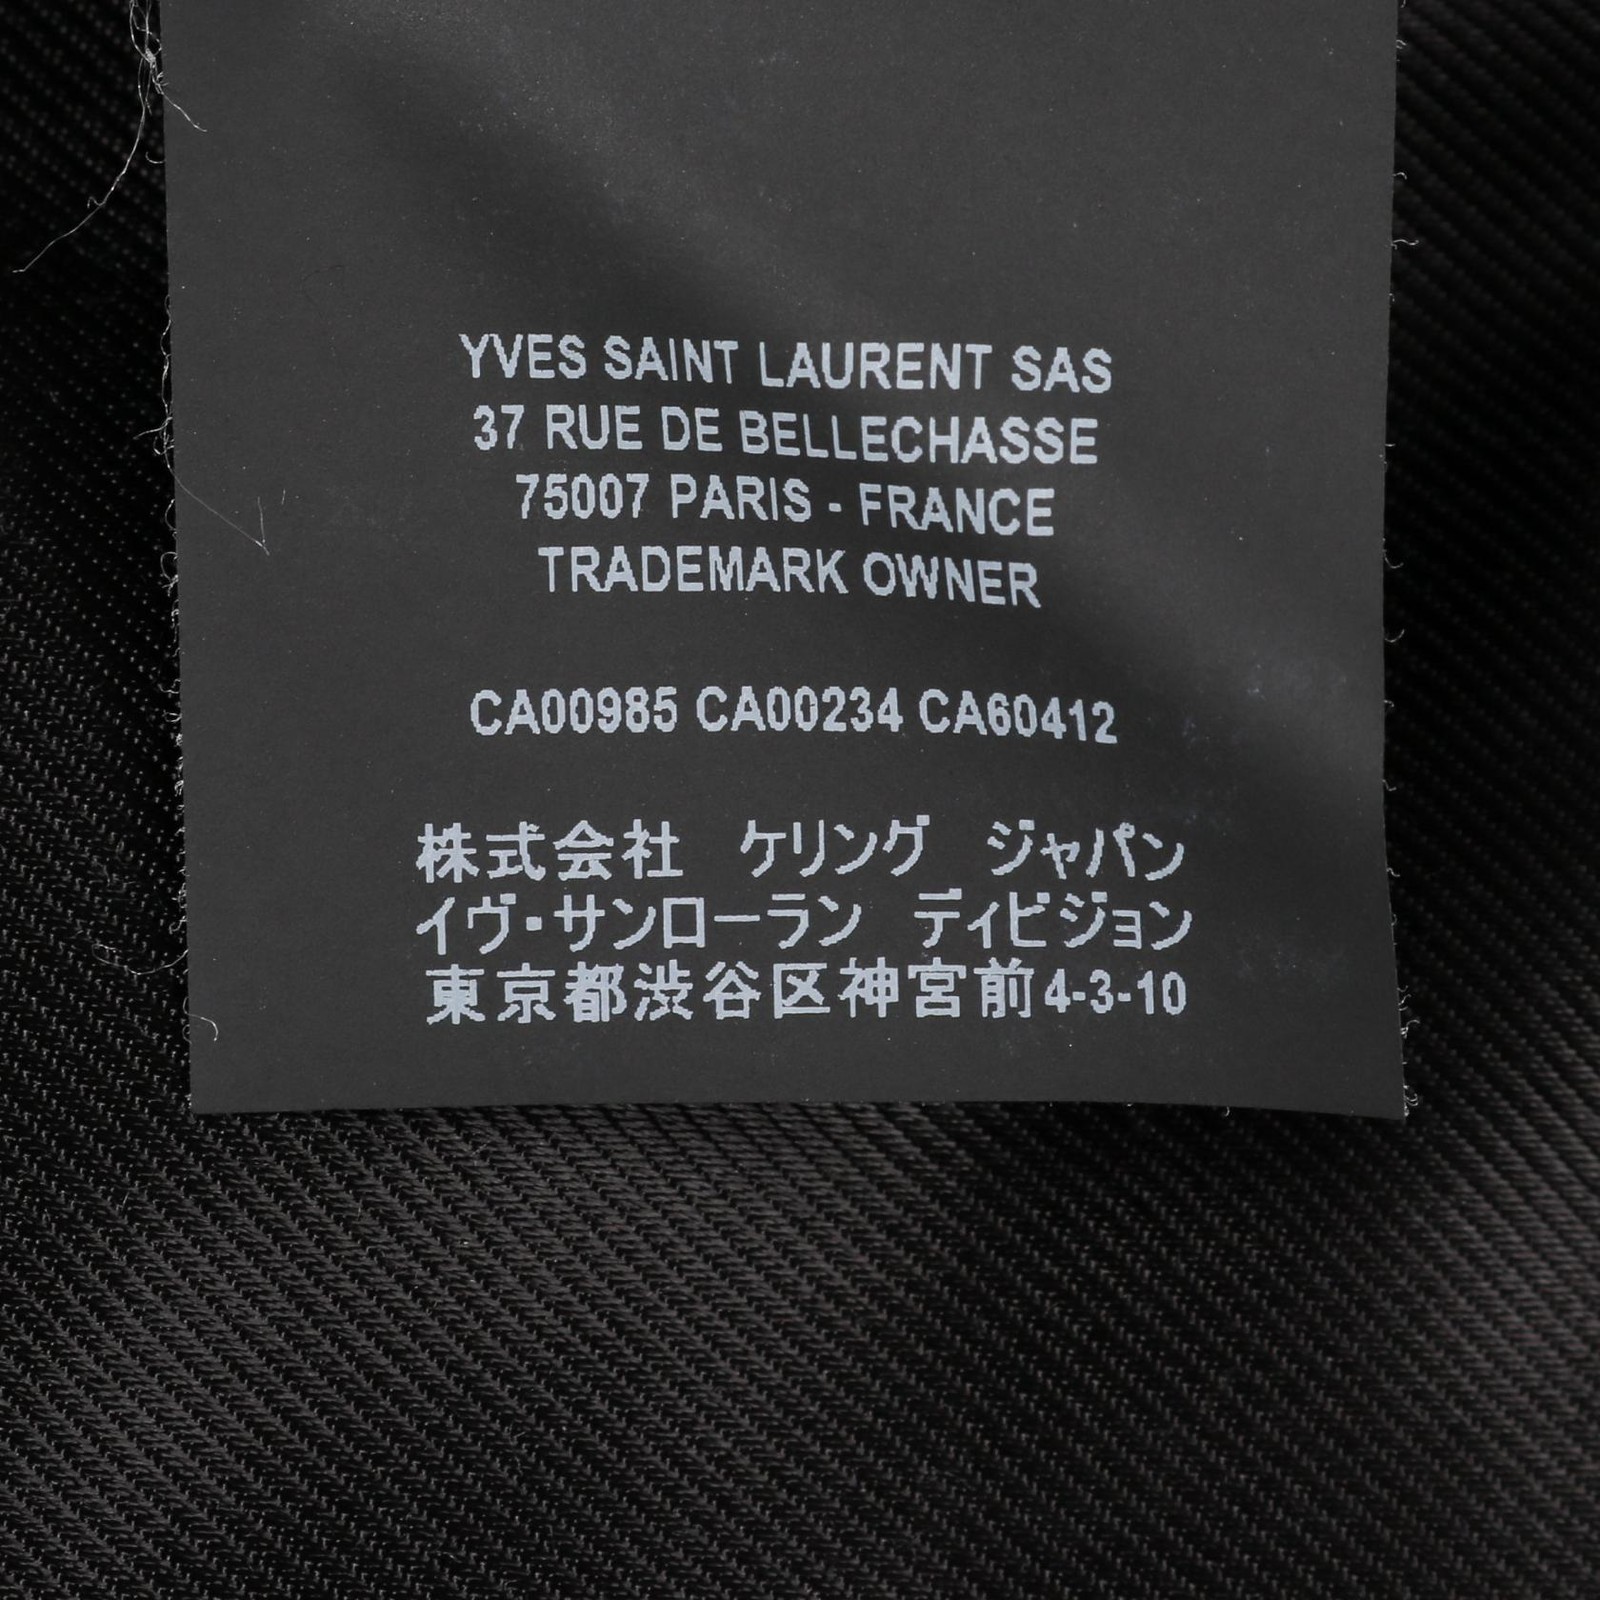 YVES SAINT LAURENT SAS
37 RUE DE BELLECHASSE
75007 PARIS - FRANCE
TRADEMARK OWNER
CA00985 CA00234 CA60412
株式会社　ケリング　ジャパン
イヴ・サンローラン　ディビジョン
東京都渋谷区神宮前4-3-10